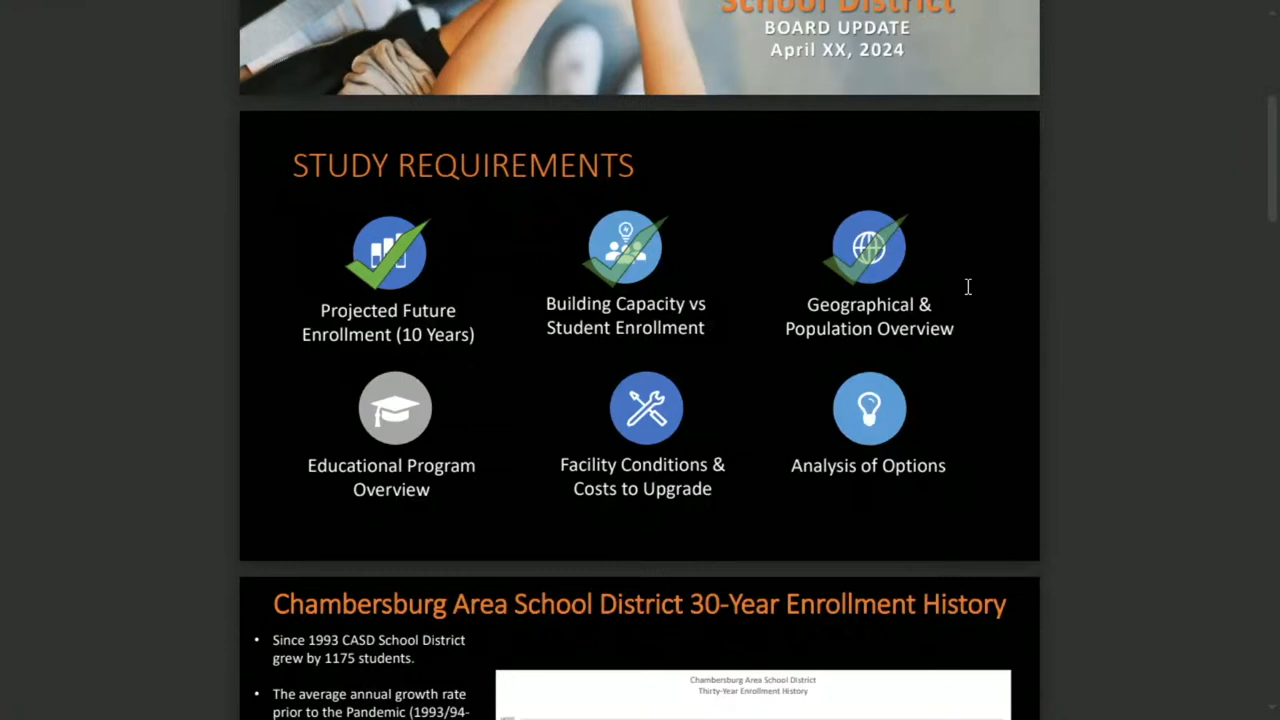 School District
BOARD UPDATE
April XX, 2024
STUDY REQUIREMENTS
Projected Future
Enrollment (10 Years)
Building Capacity vs
Student Enrollment
Geographical &
Population Overview
Educational Program
Overview
Facility Conditions &
Costs to Upgrade
Analysis of Options
Chambersburg Area School District 30-Year Enrollment History
• Since 1993 CASD School District
grew by 1175 students.
• The average annual growth rate
prior to the Pandemic (1993/94-
Chambersburg Area School District
Thirty-Year Enrollment History